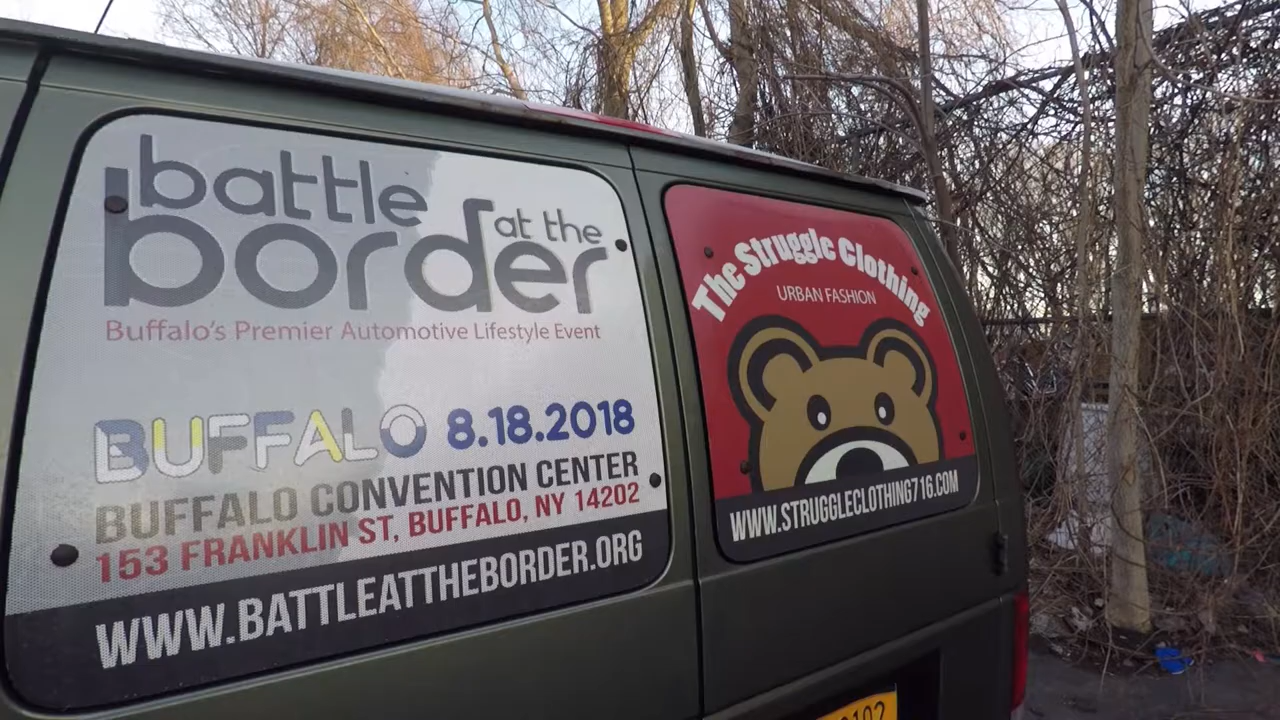 battle
at the
border
Buffalo's Premier Automotive Lifestyle Event
BUFFALO 8.18.2018
BUFFALO CONVENTION CENTER
153 FRANKLIN ST, BUFFALO, NY 14202
WWW.BATTLEATTHEBORDER.ORG
The Struggle Clothing
URBAN FASHION
WWW.STRUGGLECLOTHING716.COM